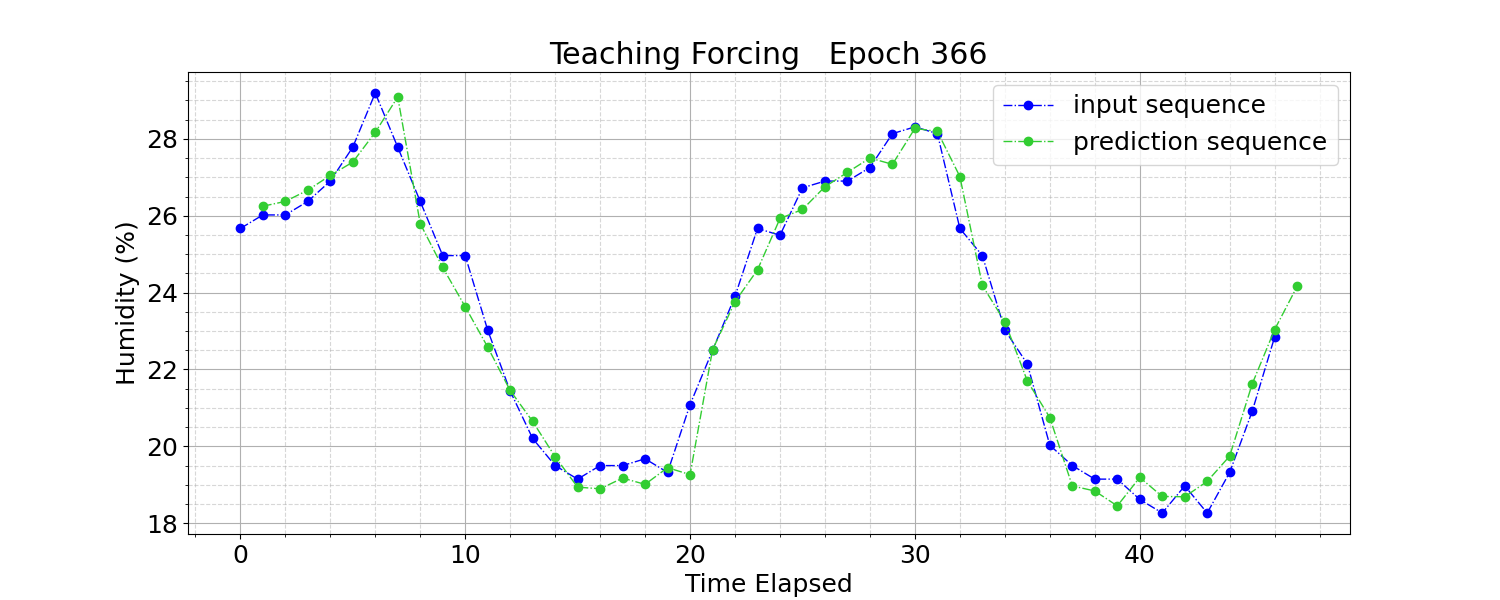 Teaching Forcing   Epoch 366
input sequence
prediction sequence
Humidity (%)
28
26
24
22
20
18
0 10 20 30 40
Time Elapsed